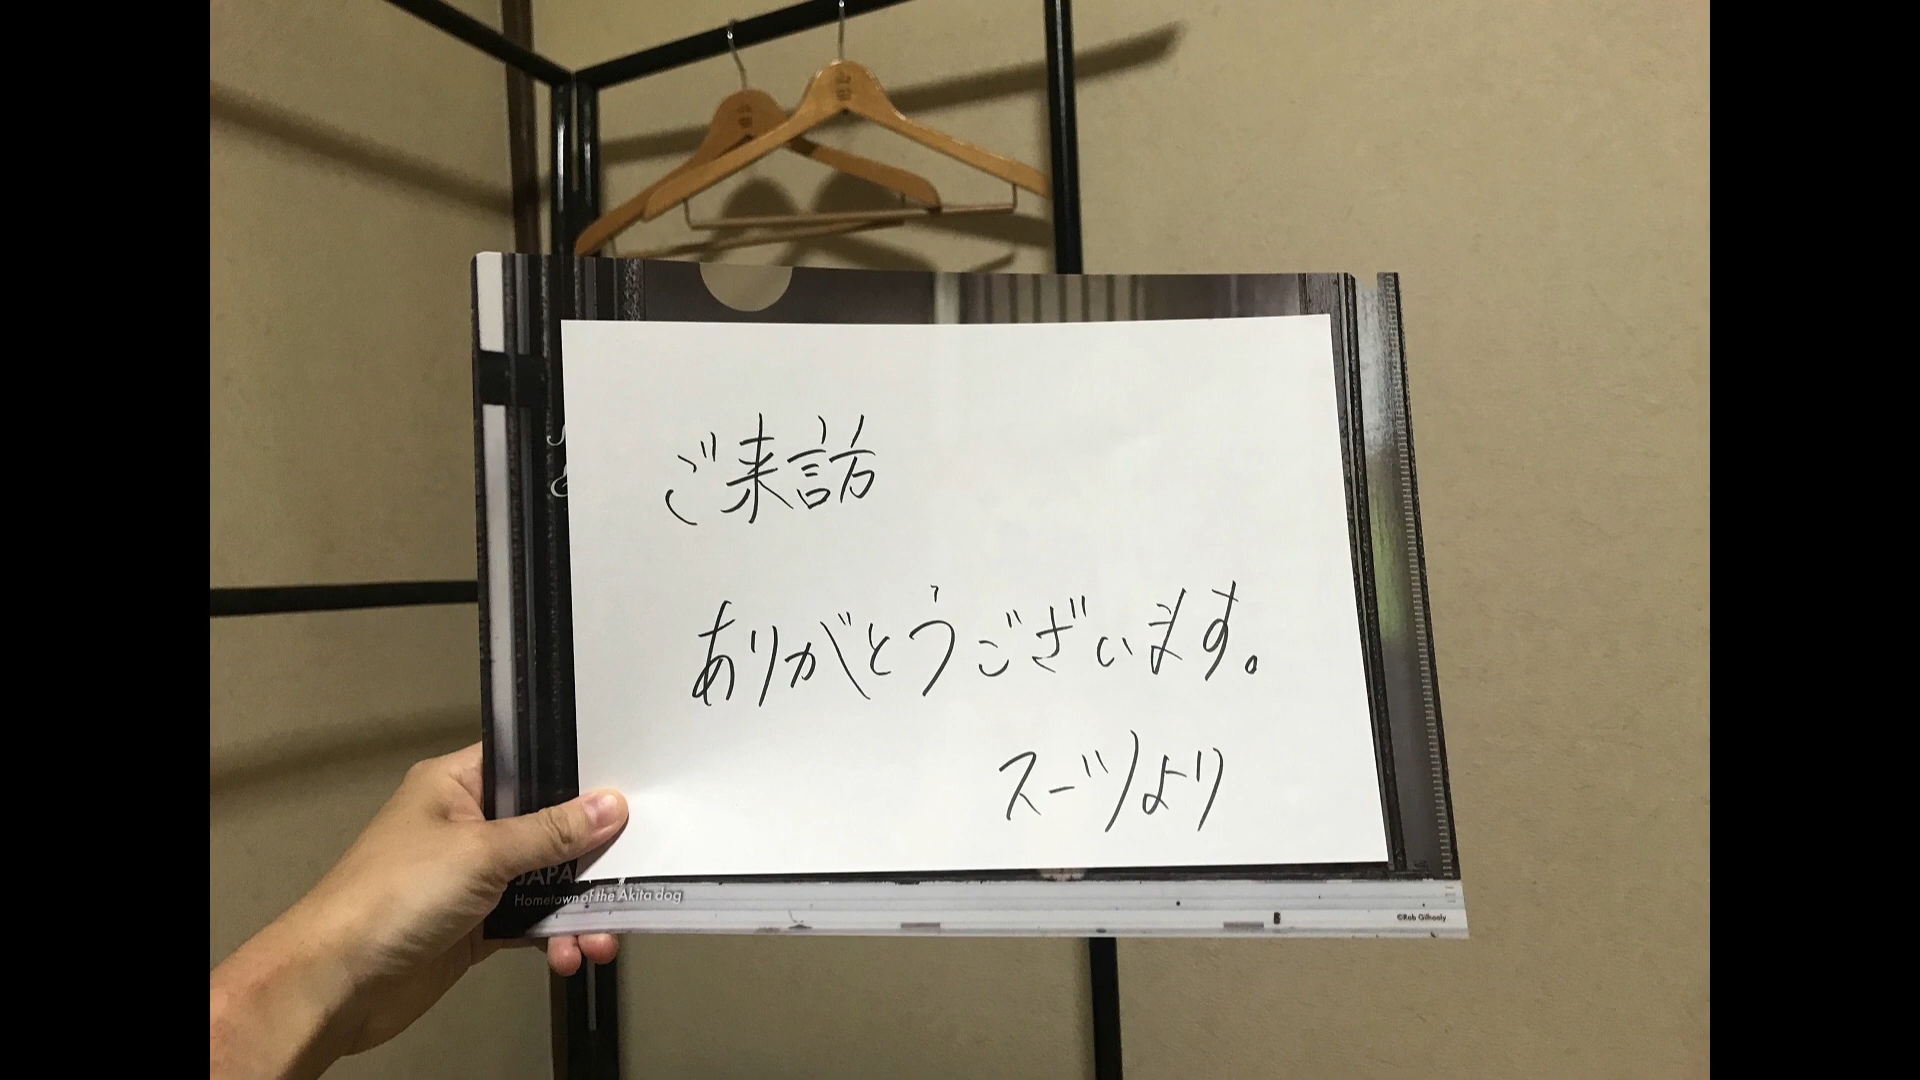 ご来訪
ありがとうございます。
スーツより
JAPA
Hometown of the Akita dog
©Rob Gilhooly